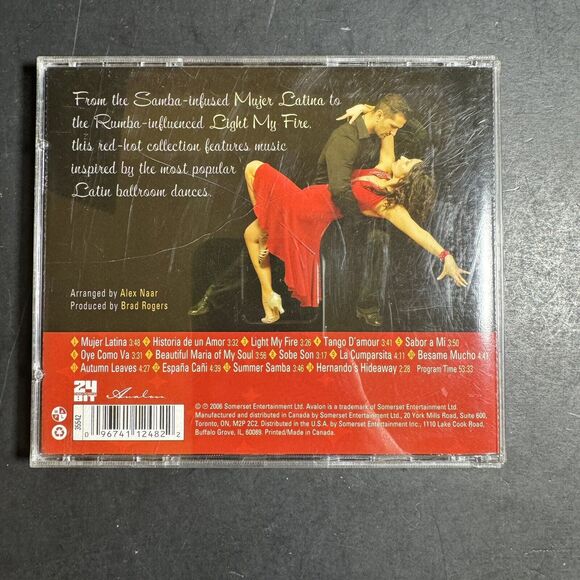 From the Samba-infused Mujer Latina to
the Rumba-influenced Light My Fire,
this red-hot collection features music
inspired by the most popular
Latin ballroom dances.
Arranged by Alex Naar
Produced by Brad Rogers
Mujer Latina 3:48 Historia de un Amor 3:32 Light My Fire 3:26 Tango D'amour 3:41 Sabor a Mí 3:50
Oye Como Va 3:31 Beautiful Maria of My Soul 3:56 Sobe Son 3:17 La Cumparsita 4:11 Besame Mucho 4:41
Autumn Leaves 4:27 España Cañi 4:39 Summer Samba 3:46 Hernando's Hideaway 2:28 Program Time 53:33
24 BIT
Avalon
35542
0 96741 12482 2
© ℗ 2006 Somerset Entertainment Ltd. Avalon is a trademark of Somerset Entertainment Ltd.
Manufactured and distributed in Canada by Somerset Entertainment Ltd., 20 York Mills Road, Suite 600,
Toronto, ON, M2P 2C2. Distributed in the U.S.A. by Somerset Entertainment Inc., 1110 Lake Cook Road,
Buffalo Grove, IL, 60089. Printed/Made in Canada.